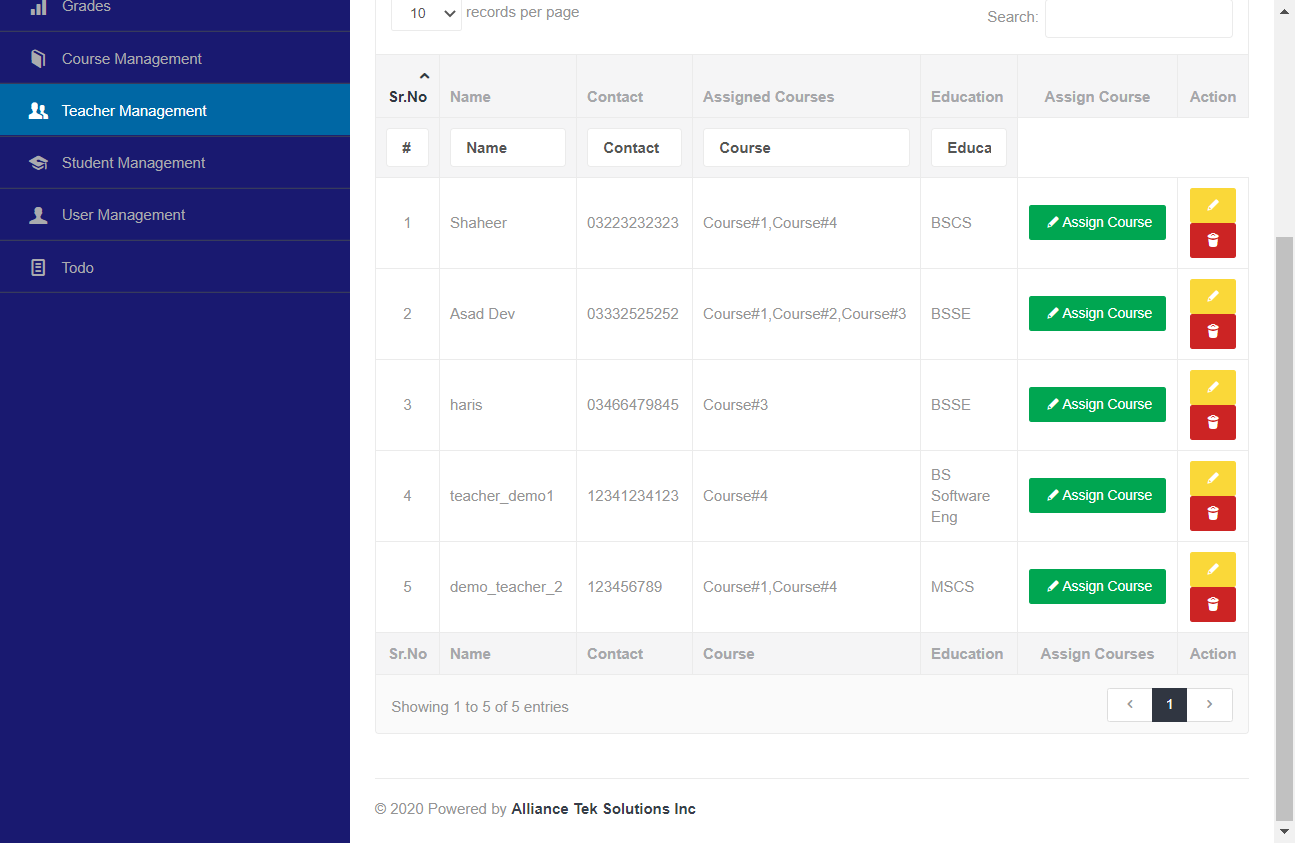 Grades
Course Management
Teacher Management
Student Management
User Management
Todo
10 records per page
Search:
Sr.No Name Contact Assigned Courses Education Assign Course Action
# Name Contact Course Educa
1 Shaheer 03223232323 Course#1,Course#4 BSCS Assign Course
2 Asad Dev 03332525252 Course#1,Course#2,Course#3 BSSE Assign Course
3 haris 03466479845 Course#3 BSSE Assign Course
4 teacher_demo1 12341234123 Course#4 BS Software Eng Assign Course
5 demo_teacher_2 123456789 Course#1,Course#4 MSCS Assign Course
Sr.No Name Contact Course Education Assign Courses Action
Showing 1 to 5 of 5 entries
‹ 1 ›
© 2020 Powered by Alliance Tek Solutions Inc